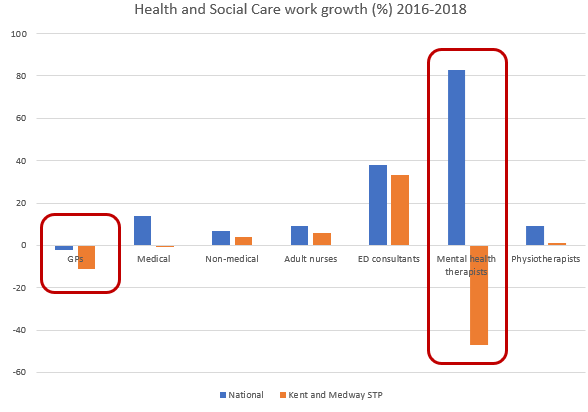 Health and Social Care work growth (%) 2016-2018
100
80
60
40
20
0
-20
-40
-60
GPs
Medical
Non-medical
Adult nurses
ED consultants
Mental health
therapists
Physiotherapists
National
Kent and Medway STP